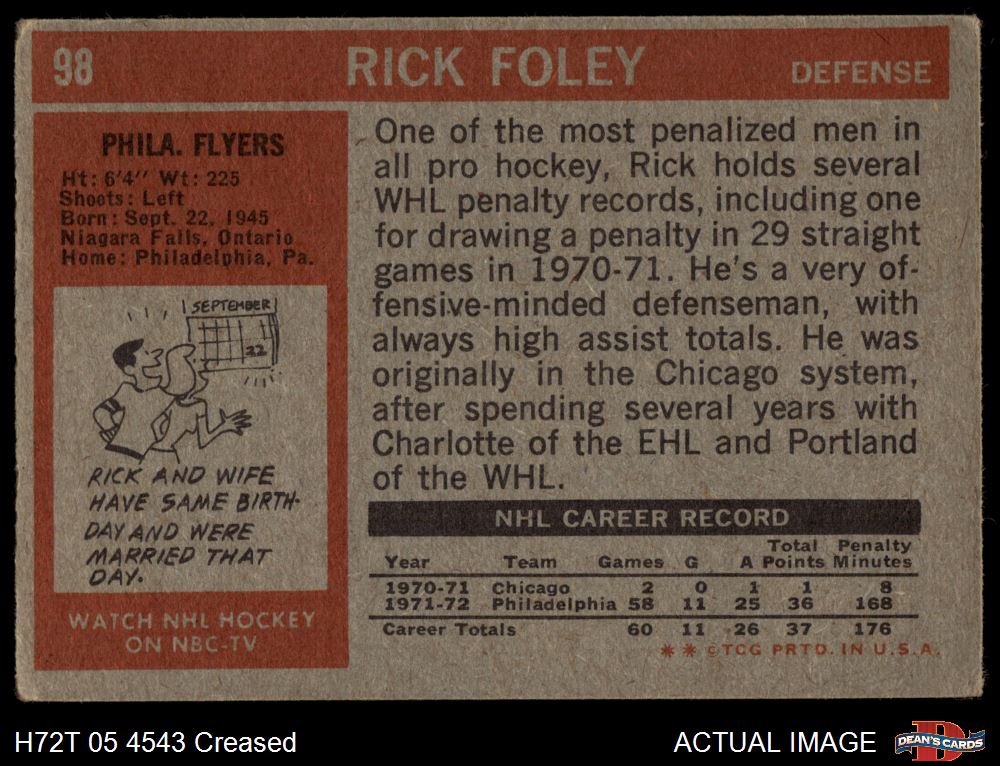 98 RICK FOLEY DEFENSE
PHILA. FLYERS
Ht: 6'4" Wt: 225
Shoots: Left
Born: Sept. 22, 1945
Niagara Falls, Ontario
Home: Philadelphia, Pa.
SEPTEMBER
22
RICK AND WIFE
HAVE SAME BIRTH-
DAY AND WERE
MARRIED THAT
DAY.
WATCH NHL HOCKEY
ON NBC-TV
One of the most penalized men in
all pro hockey, Rick holds several
WHL penalty records, including one
for drawing a penalty in 29 straight
games in 1970-71. He's a very of-
fensive-minded defenseman, with
always high assist totals. He was
originally in the Chicago system,
after spending several years with
Charlotte of the EHL and Portland
of the WHL.
NHL CAREER RECORD
Total Penalty
Year Team Games G A Points Minutes
1970-71 Chicago 2 0 1 1 8
1971-72 Philadelphia 58 11 25 36 168
Career Totals 60 11 26 37 176
** ©TCG PRTD. IN U.S.A.
H72T 05 4543 Creased
ACTUAL IMAGE
DEAN'S CARDS